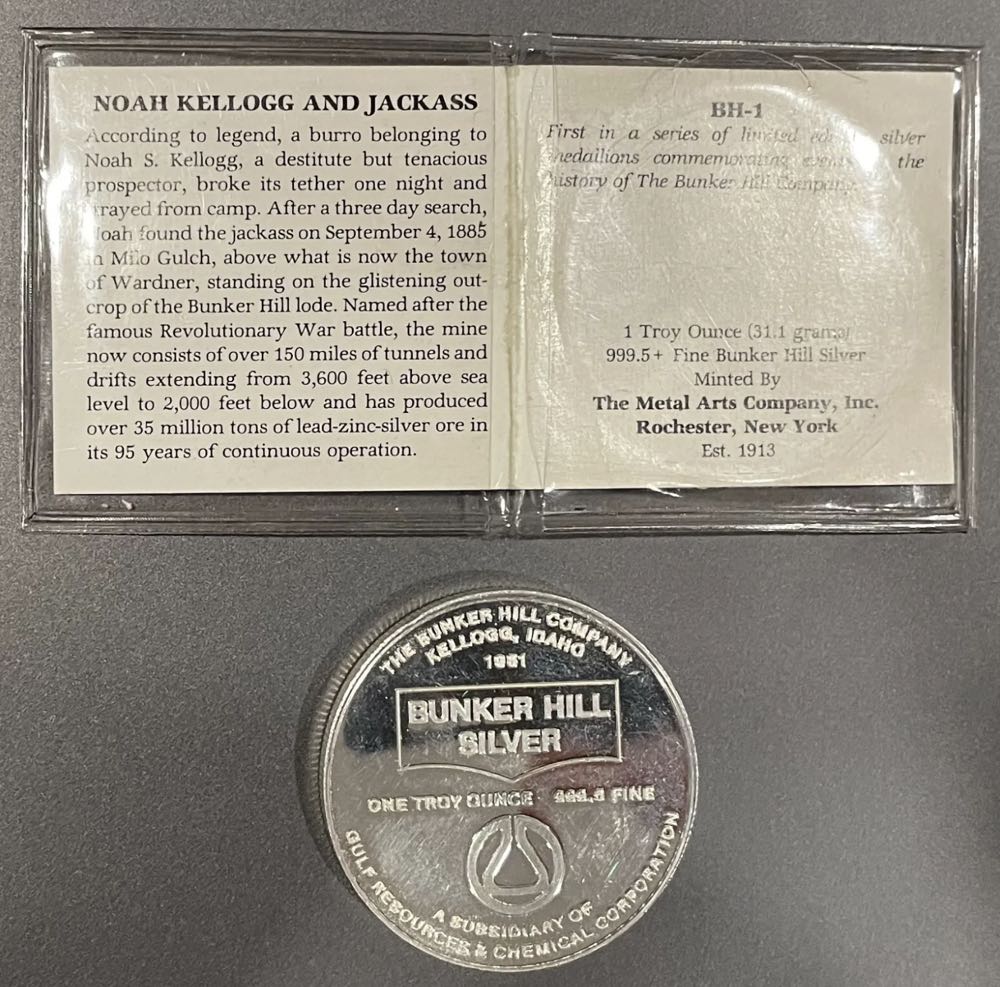 NOAH KELLOGG AND JACKASS
According to legend, a burro belonging to
Noah S. Kellogg, a destitute but tenacious
prospector, broke its tether one night and
strayed from camp. After a three day search,
Noah found the jackass on September 4, 1885
in Milo Gulch, above what is now the town
of Wardner, standing on the glistening out-
crop of the Bunker Hill lode. Named after the
famous Revolutionary War battle, the mine
now consists of over 150 miles of tunnels and
drifts extending from 3,600 feet above sea
level to 2,000 feet below and has produced
over 35 million tons of lead-zinc-silver ore in
its 95 years of continuous operation.
BH-1
First in a series of limited edition silver
medallions commemorating events in the
history of The Bunker Hill Company.
1 Troy Ounce (31.1 grams)
999.5+ Fine Bunker Hill Silver
Minted By
The Metal Arts Company, Inc.
Rochester, New York
Est. 1913
THE BUNKER HILL COMPANY
KELLOGG, IDAHO
1981
BUNKER HILL
SILVER
ONE TROY OUNCE 999.5 FINE
A SUBSIDIARY OF
GULF RESOURCES & CHEMICAL CORPORATION